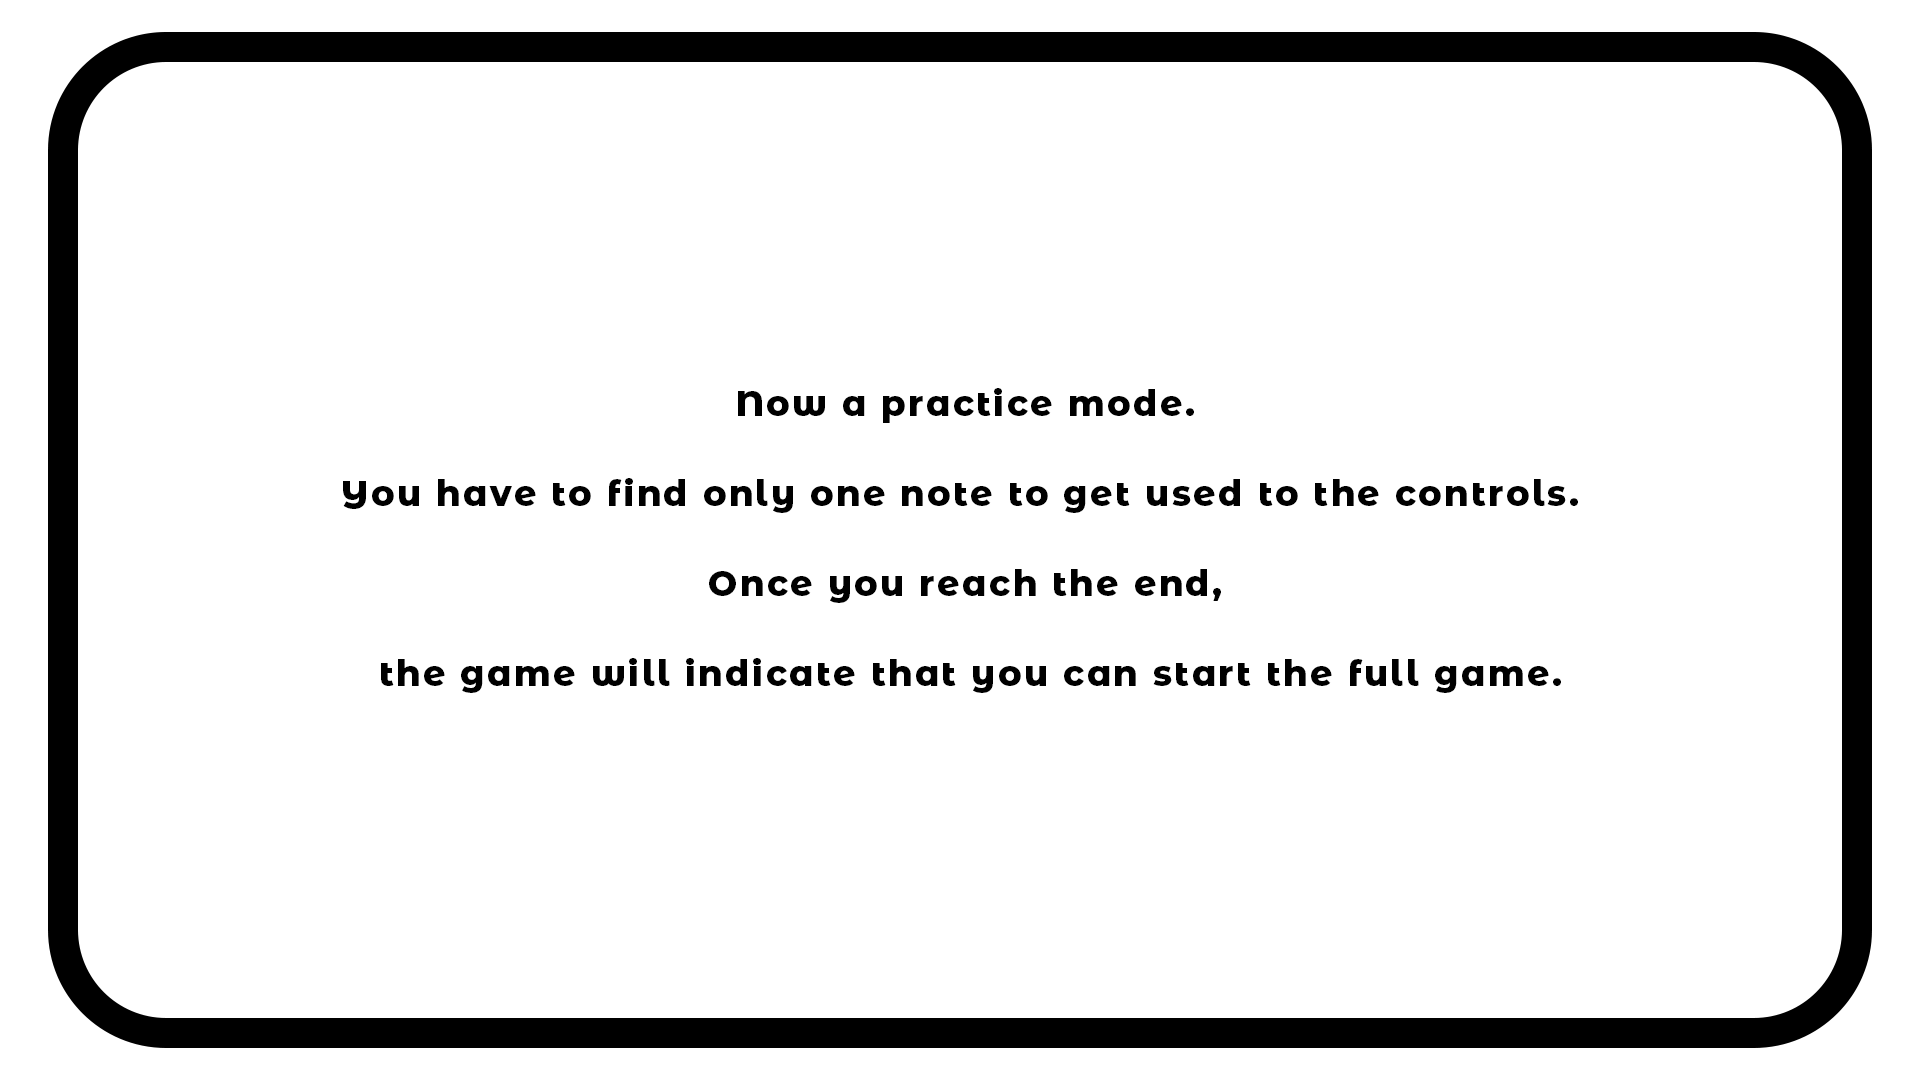 Now a practice mode.
You have to find only one note to get used to the controls.
Once you reach the end,
the game will indicate that you can start the full game.